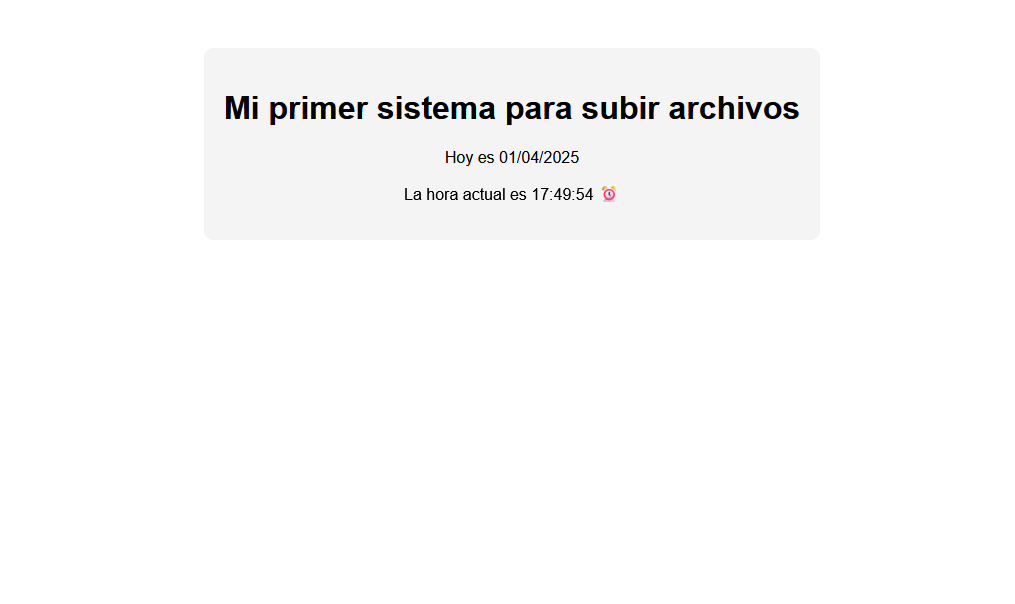 Mi primer sistema para subir archivos
Hoy es 01/04/2025
La hora actual es 17:49:54 ⏰